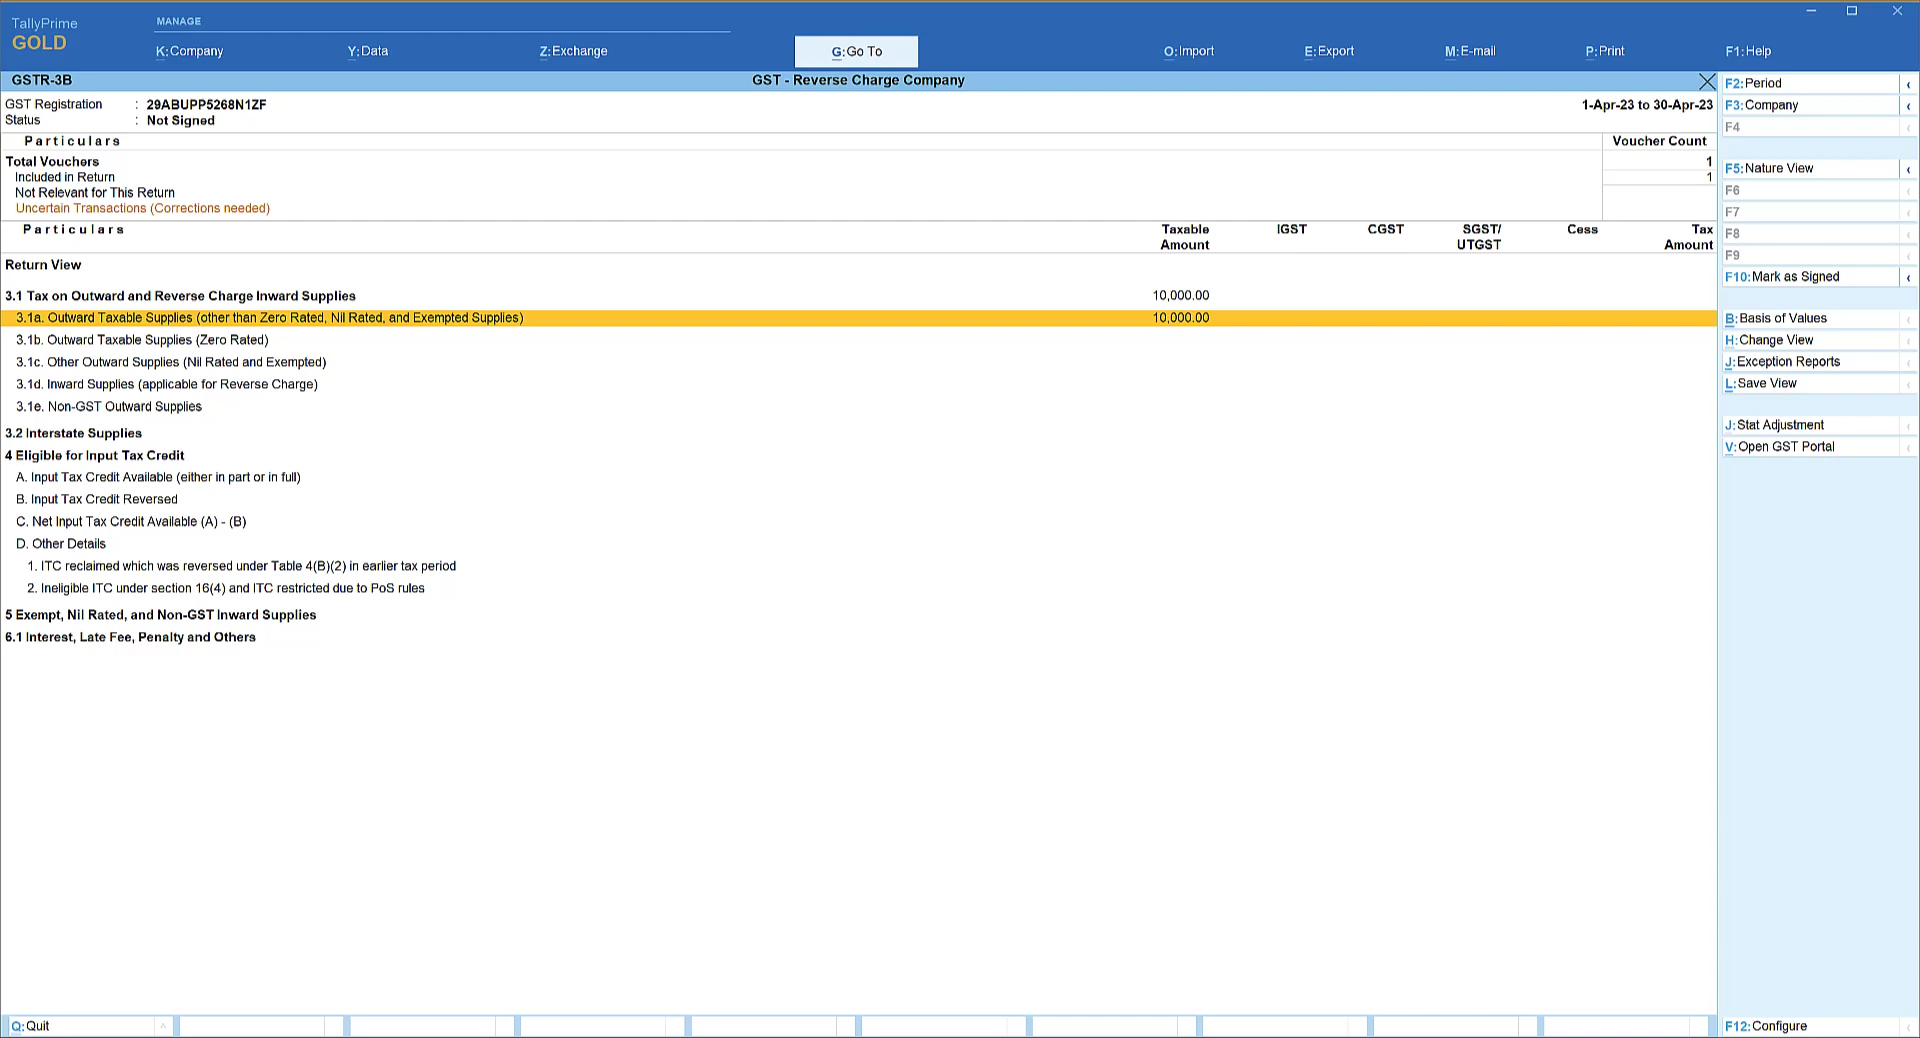 TallyPrime
GOLD
MANAGE
K:Company
Y:Data
Z:Exchange
G:Go To
O:Import
E:Export
M:E-mail
P:Print
F1:Help
GSTR-3B
GST - Reverse Charge Company
GST Registration : 29ABUPP5268N1ZF
1-Apr-23 to 30-Apr-23
Status : Not Signed
Particulars Voucher Count
Total Vouchers 1
Included in Return 1
Not Relevant for This Return
Uncertain Transactions (Corrections needed)
Particulars Taxable Amount IGST CGST SGST/ UTGST Cess Tax Amount
Return View
3.1 Tax on Outward and Reverse Charge Inward Supplies 10,000.00
3.1a. Outward Taxable Supplies (other than Zero Rated, Nil Rated, and Exempted Supplies) 10,000.00
3.1b. Outward Taxable Supplies (Zero Rated)
3.1c. Other Outward Supplies (Nil Rated and Exempted)
3.1d. Inward Supplies (applicable for Reverse Charge)
3.1e. Non-GST Outward Supplies
3.2 Interstate Supplies
4 Eligible for Input Tax Credit
A. Input Tax Credit Available (either in part or in full)
B. Input Tax Credit Reversed
C. Net Input Tax Credit Available (A) - (B)
D. Other Details
1. ITC reclaimed which was reversed under Table 4(B)(2) in earlier tax period
2. Ineligible ITC under section 16(4) and ITC restricted due to PoS rules
5 Exempt, Nil Rated, and Non-GST Inward Supplies
6.1 Interest, Late Fee, Penalty and Others
F2:Period
F3:Company
F4
F5:Nature View
F6
F7
F8
F9
F10:Mark as Signed
B:Basis of Values
H:Change View
J:Exception Reports
L:Save View
J:Stat Adjustment
V:Open GST Portal
Q:Quit
F12:Configure